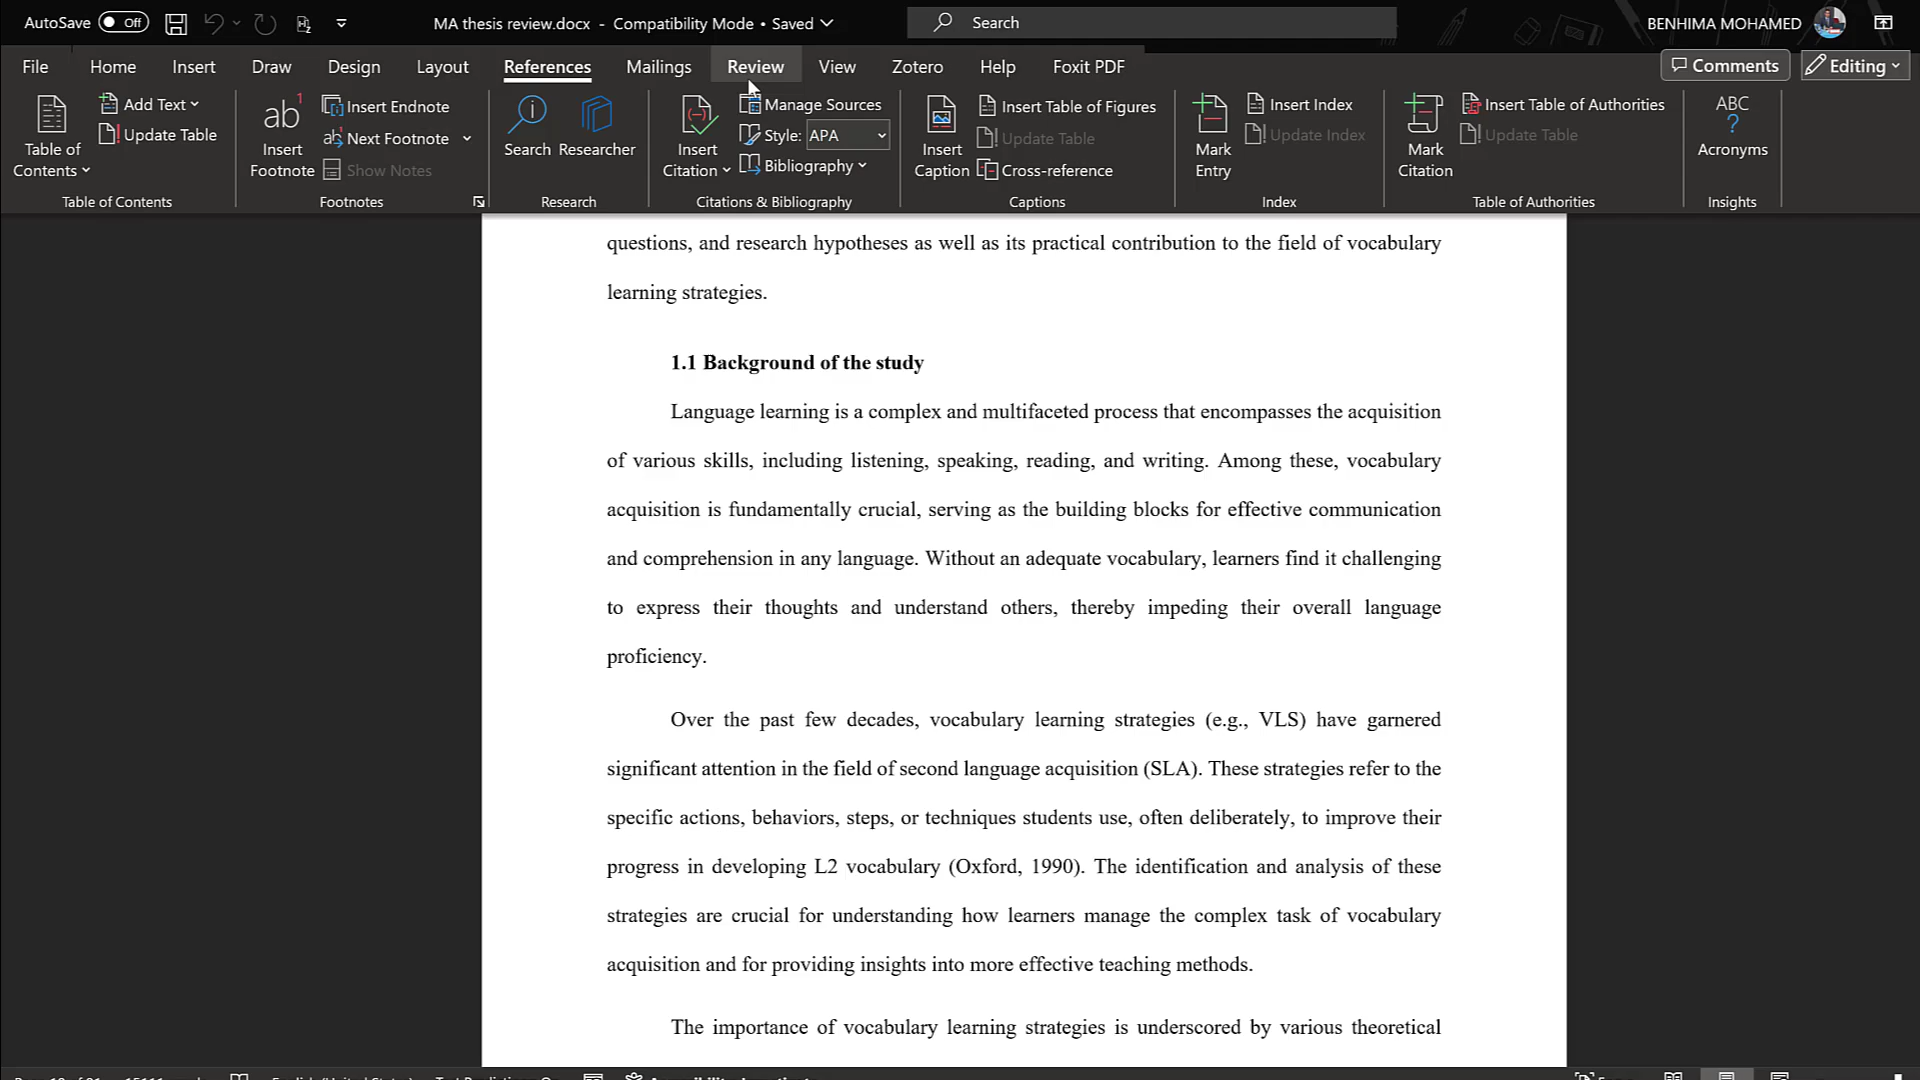 AutoSave Off MA thesis review.docx - Compatibility Mode • Saved Search BENHIMA MOHAMED
File Home Insert Draw Design Layout References Mailings Review View Zotero Help Foxit PDF Comments Editing
Table of Contents
Add Text
Update Table
Table of Contents
ab1
Insert Footnote
Insert Endnote
Next Footnote
Show Notes
Footnotes
Search
Researcher
Research
Insert Citation
Manage Sources
Style: APA
Bibliography
Citations & Bibliography
Insert Caption
Insert Table of Figures
Update Table
Cross-reference
Captions
Mark Entry
Insert Index
Update Index
Index
Mark Citation
Insert Table of Authorities
Update Table
Table of Authorities
ABC
?
Acronyms
Insights
questions, and research hypotheses as well as its practical contribution to the field of vocabulary
learning strategies.
1.1 Background of the study
Language learning is a complex and multifaceted process that encompasses the acquisition
of various skills, including listening, speaking, reading, and writing. Among these, vocabulary
acquisition is fundamentally crucial, serving as the building blocks for effective communication
and comprehension in any language. Without an adequate vocabulary, learners find it challenging
to express their thoughts and understand others, thereby impeding their overall language
proficiency.
Over the past few decades, vocabulary learning strategies (e.g., VLS) have garnered
significant attention in the field of second language acquisition (SLA). These strategies refer to the
specific actions, behaviors, steps, or techniques students use, often deliberately, to improve their
progress in developing L2 vocabulary (Oxford, 1990). The identification and analysis of these
strategies are crucial for understanding how learners manage the complex task of vocabulary
acquisition and for providing insights into more effective teaching methods.
The importance of vocabulary learning strategies is underscored by various theoretical